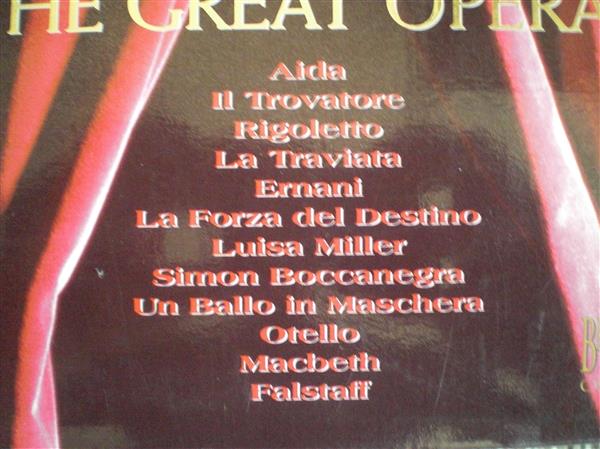 THE GREAT OPERA
Aida
Il Trovatore
Rigoletto
La Traviata
Ernani
La Forza del Destino
Luisa Miller
Simon Boccanegra
Un Ballo in Maschera
Otello
Macbeth
Falstaff
B